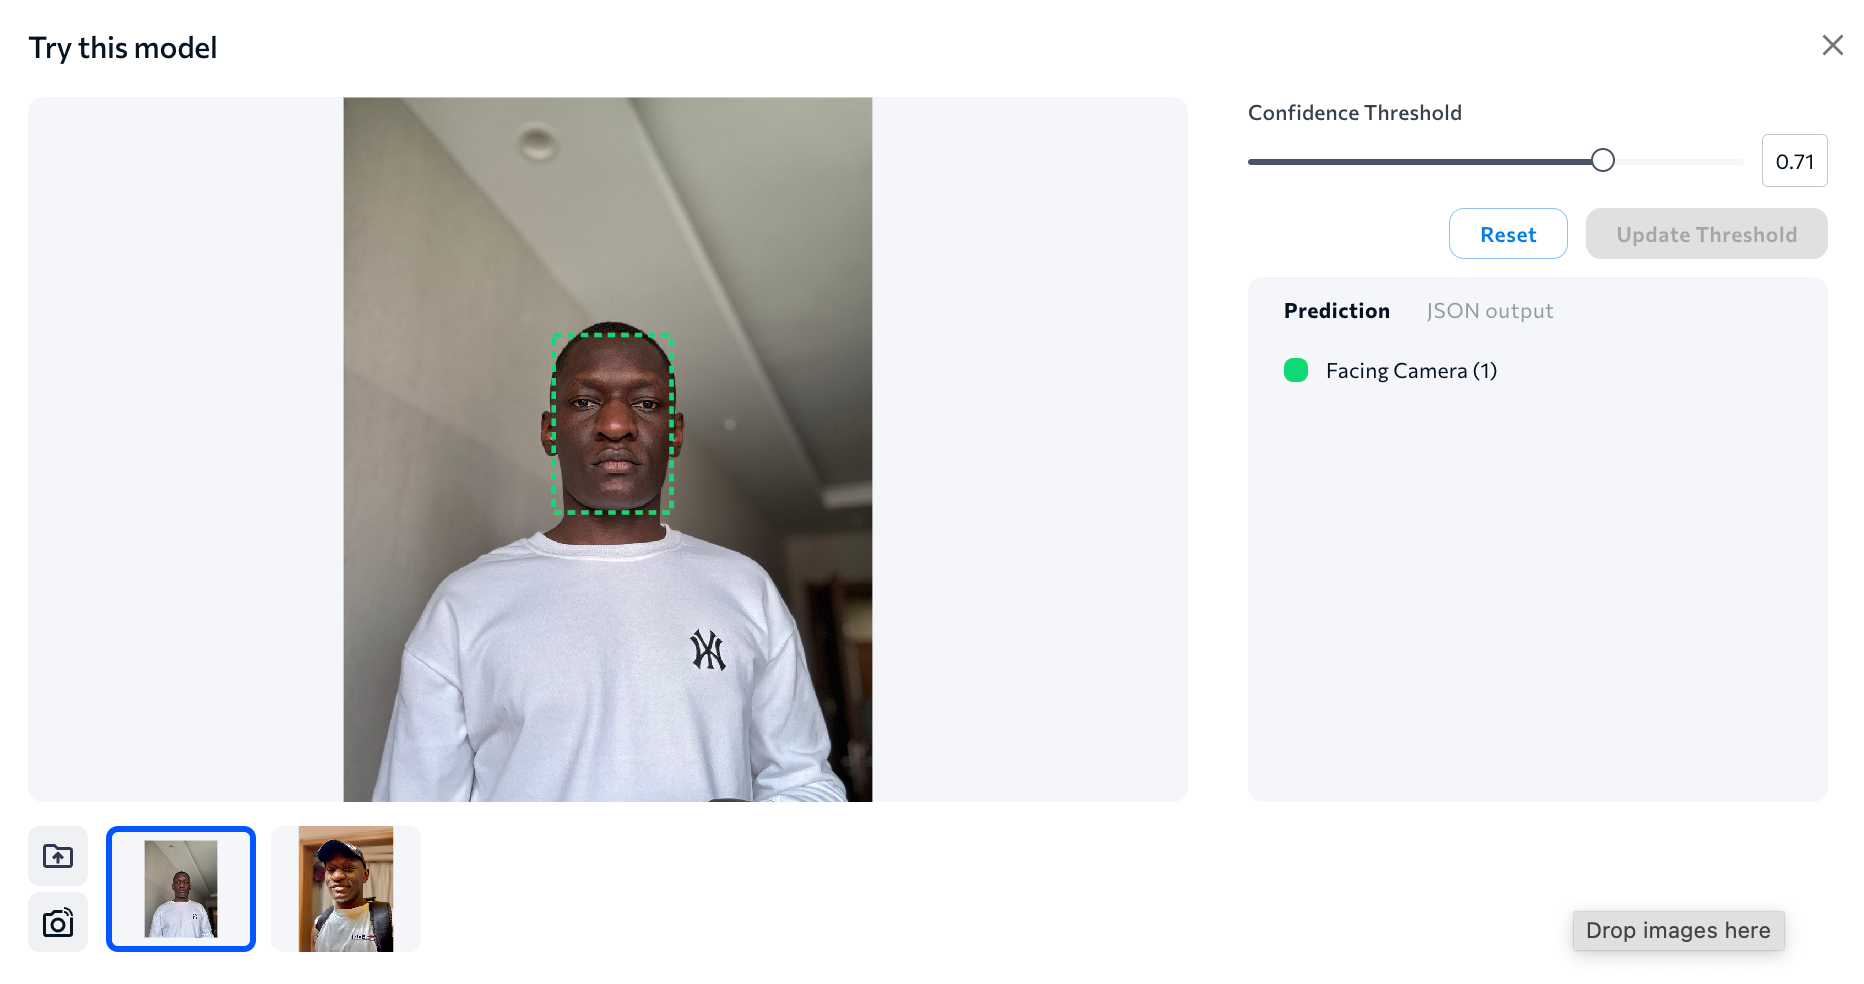 Try this model
Confidence Threshold
0.71
Reset
Update Threshold
Prediction
JSON output
Facing Camera (1)
NY
Drop images here